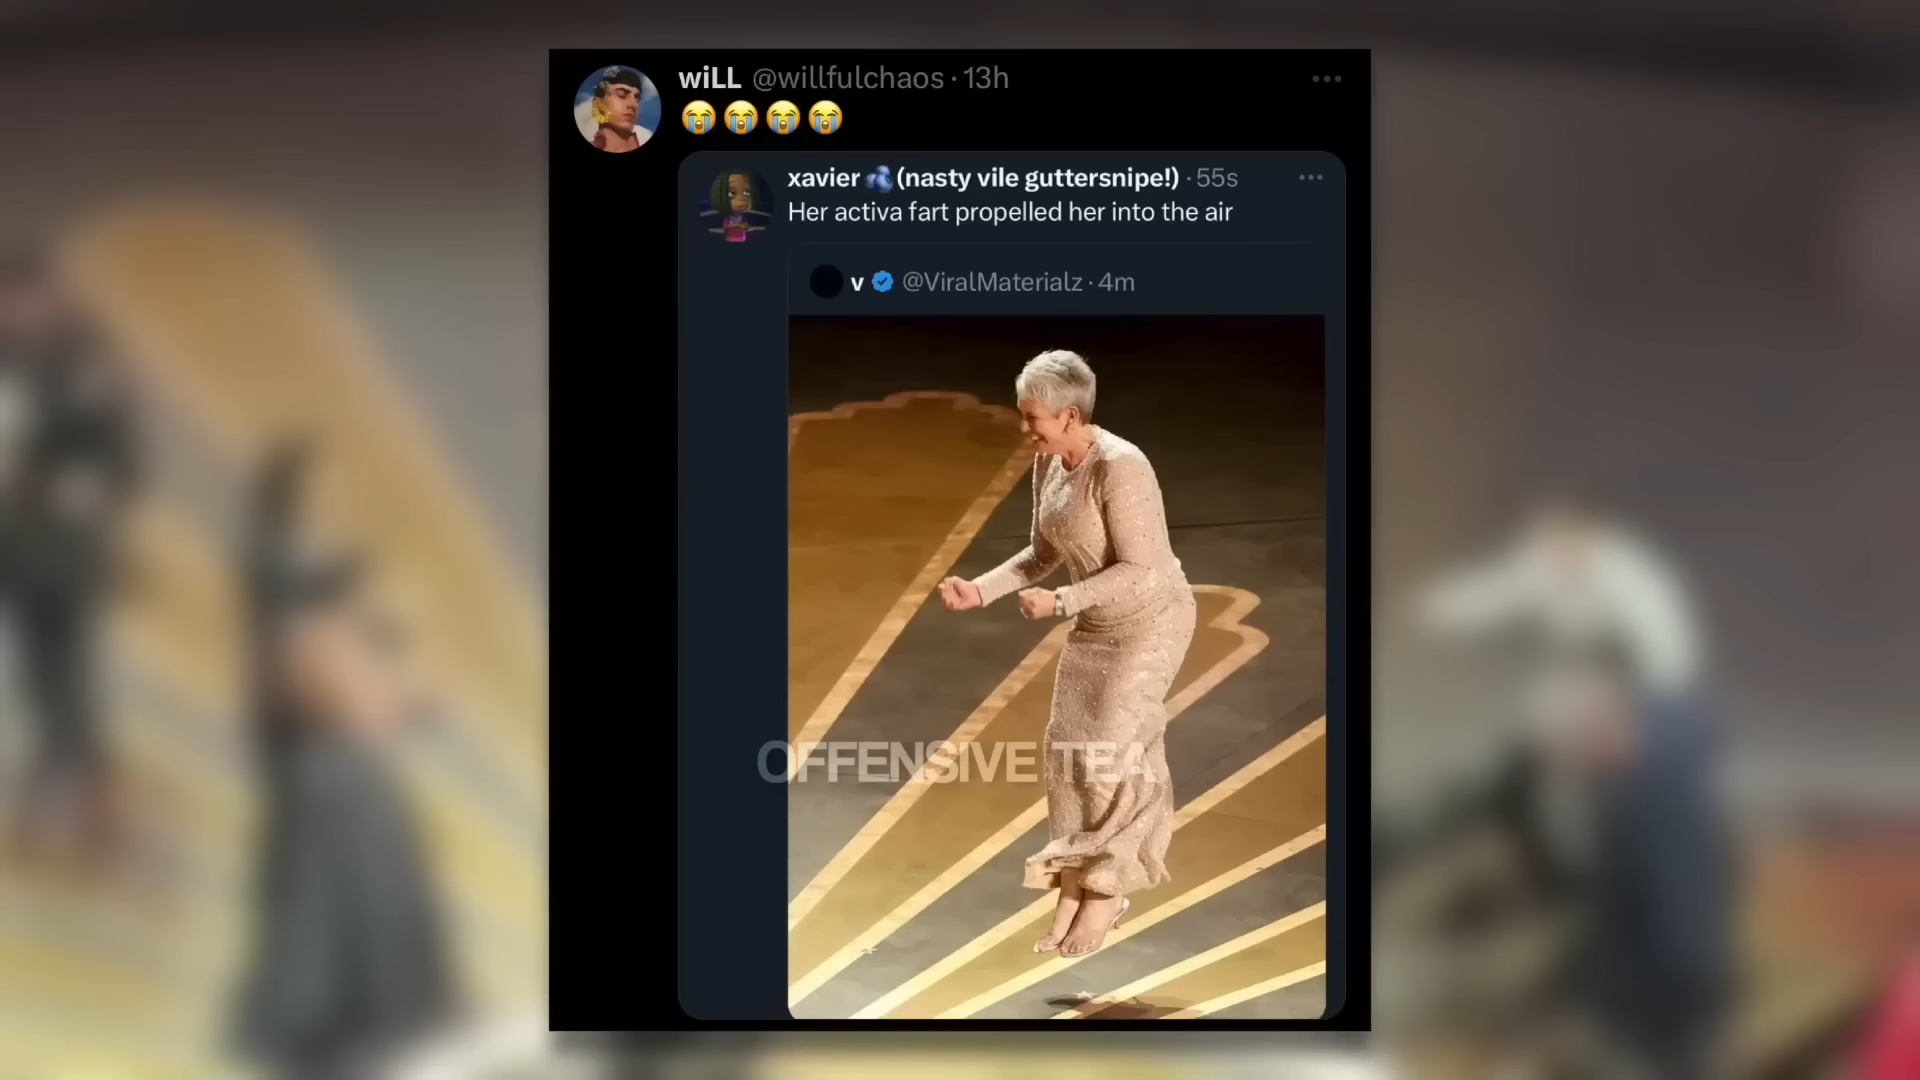 wiLL @willfulchaos · 13h
😭😭😭😭
xavier 🫐(nasty vile guttersnipe!) · 55s
Her activa fart propelled her into the air
v @ViralMaterialz · 4m
OFFENSIVE TEA